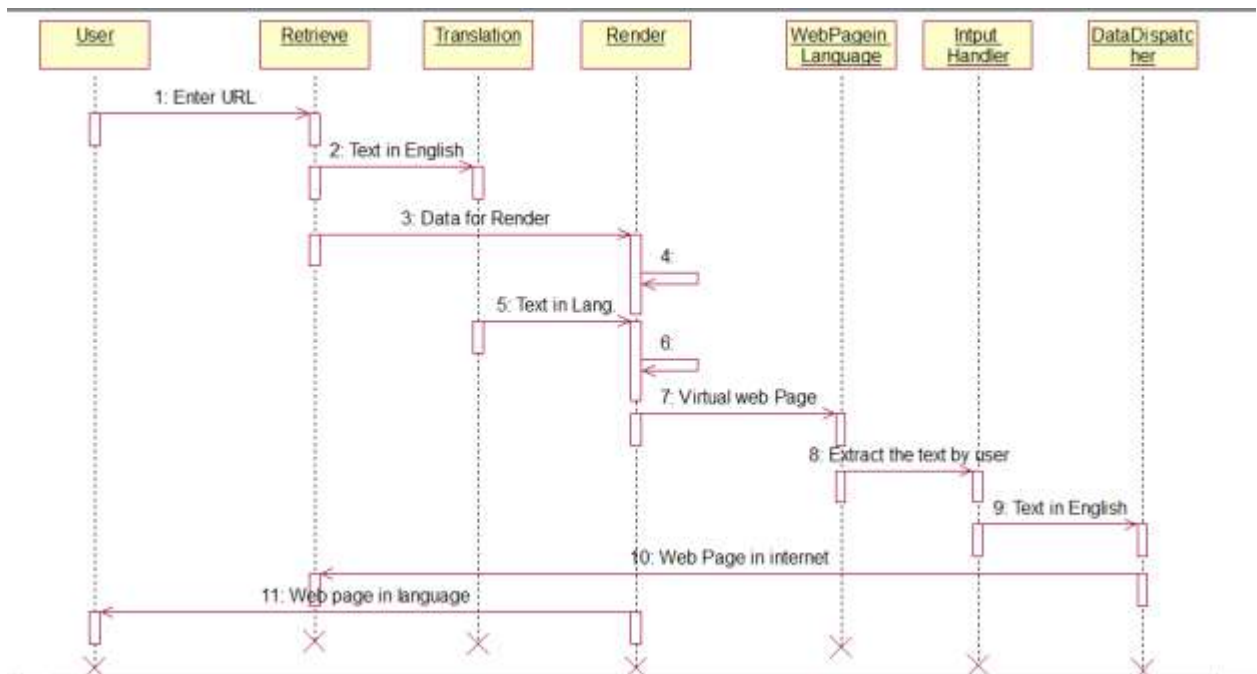 User
Retrieve
Translation
Render
WebPagein
Language
Intput
Handler
DataDispatc
her
1: Enter URL
2: Text in English
3: Data for Render
4:
5: Text in Lang.
6:
7: Virtual web Page
8: Extract the text by user
9: Text in English
10: Web Page in internet
11: Web page in language